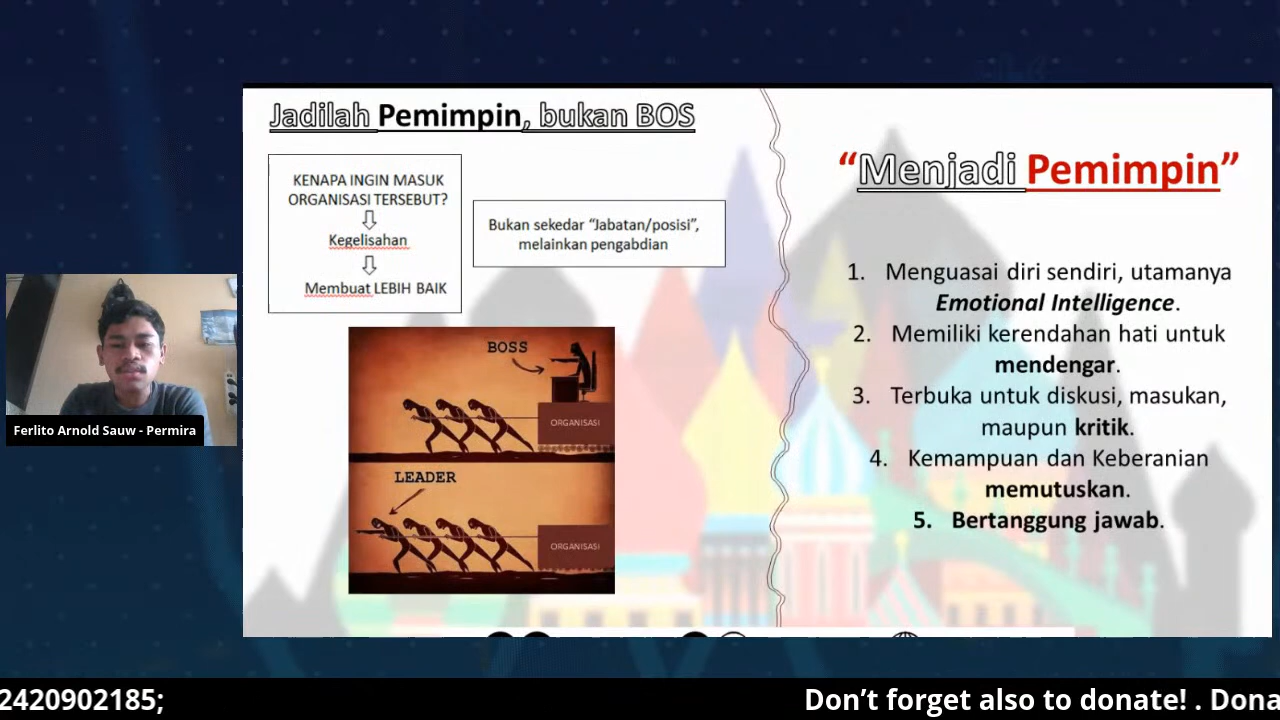 Jadilah Pemimpin, bukan BOS
KENAPA INGIN MASUK
ORGANISASI TERSEBUT?
Kegelisahan
Membuat LEBIH BAIK
Bukan sekedar “Jabatan/posisi”,
melainkan pengabdian
BOSS
ORGANISASI
LEADER
ORGANISASI
“Menjadi Pemimpin”
1. Menguasai diri sendiri, utamanya
Emotional Intelligence.
2. Memiliki kerendahan hati untuk
mendengar.
3. Terbuka untuk diskusi, masukan,
maupun kritik.
4. Kemampuan dan Keberanian
memutuskan.
5. Bertanggung jawab.
Ferlito Arnold Sauw - Permira
2420902185;
Don’t forget also to donate! . Dona